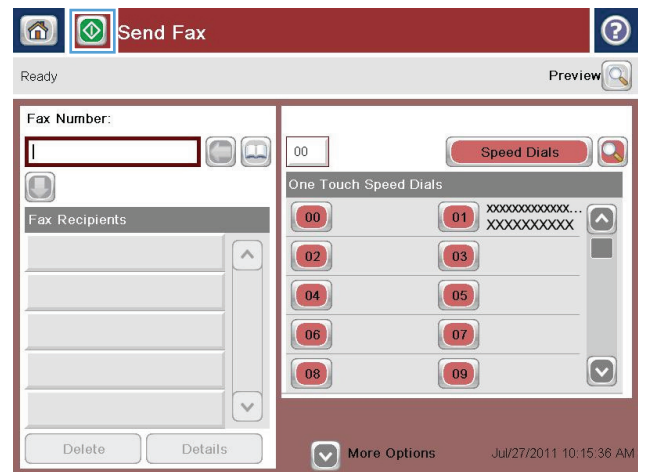 Send Fax
?
Ready
Preview
Fax Number:
00
Speed Dials
One Touch Speed Dials
Fax Recipients
00
01
XXXXXXXXXXXX...
XXXXXXXXXX
02
03
04
05
06
07
08
09
Delete
Details
More Options
Jul/27/2011 10:15:36 AM